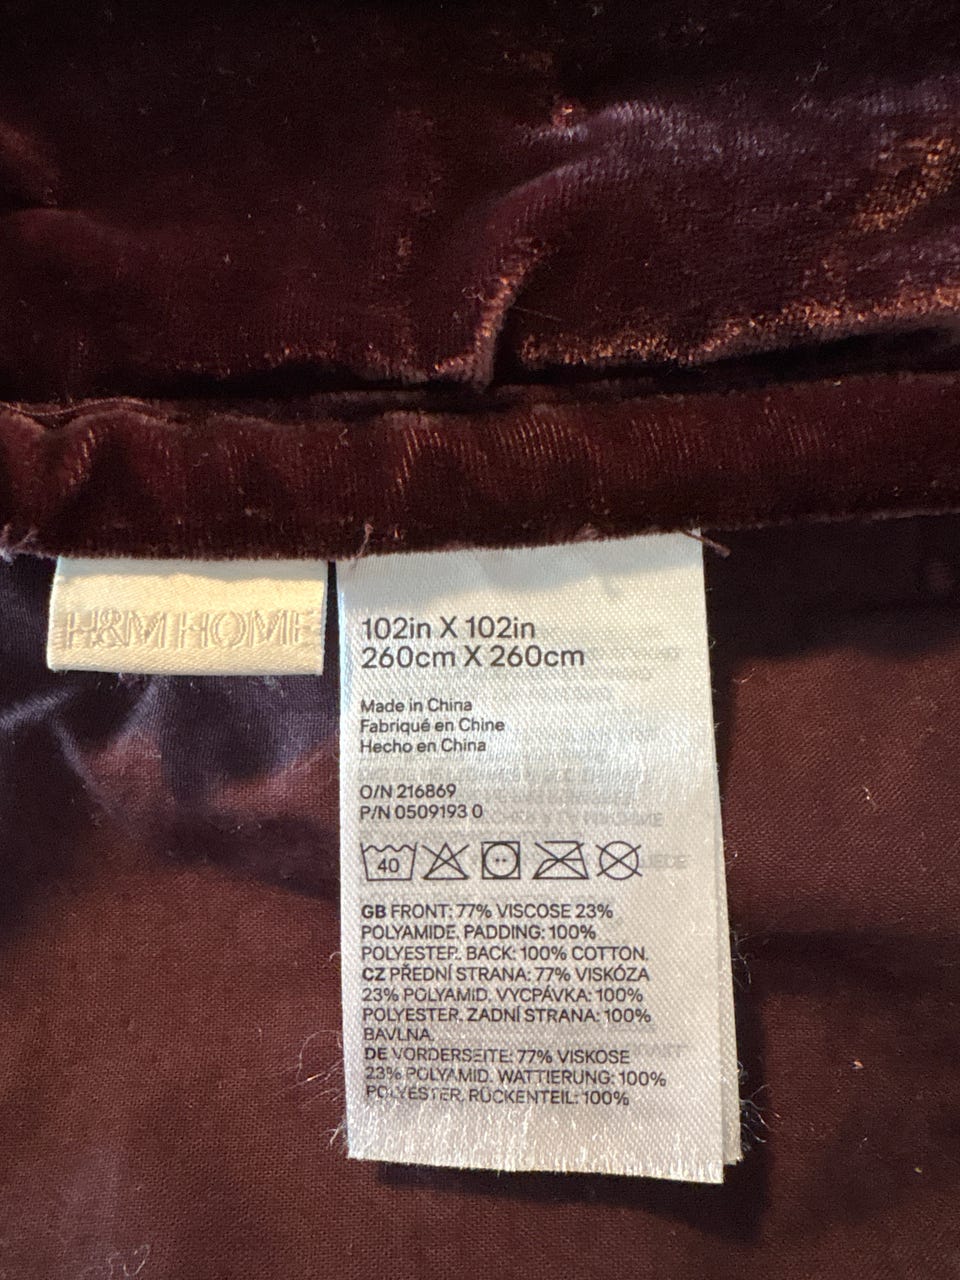 H&M HOME
102in X 102in
260cm X 260cm
Made in China
Fabriqué en Chine
Hecho en China
O/N 216869
P/N 0509193 0
40
GB FRONT: 77% VISCOSE 23%
POLYAMIDE. PADDING: 100%
POLYESTER. BACK: 100% COTTON.
CZ PŘEDNÍ STRANA: 77% VISKÓZA
23% POLYAMID. VYCPÁVKA: 100%
POLYESTER. ZADNÍ STRANA: 100%
BAVLNA.
DE VORDERSEITE: 77% VISKOSE
23% POLYAMID. WATTIERUNG: 100%
POLYESTER. RÜCKENTEIL: 100%